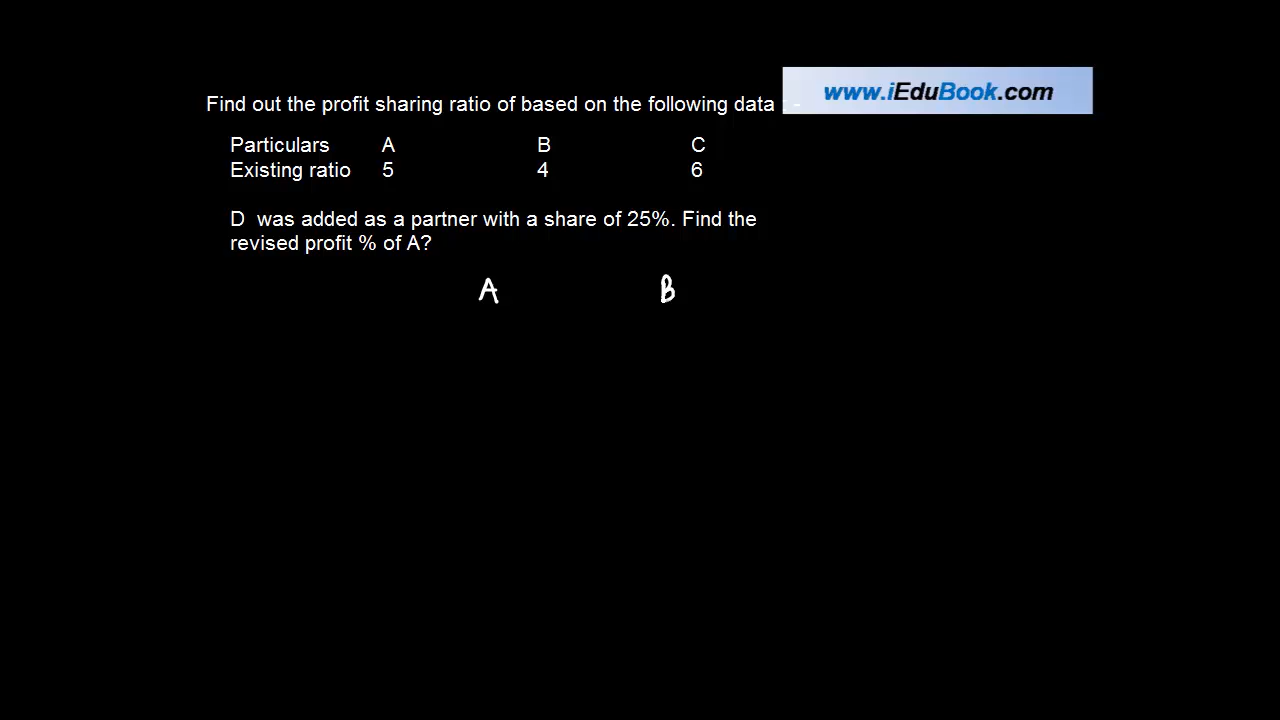 www.iEduBook.com
Find out the profit sharing ratio of based on the following data : -
Particulars A B C
Existing ratio 5 4 6
D was added as a partner with a share of 25%. Find the
revised profit % of A?
A B